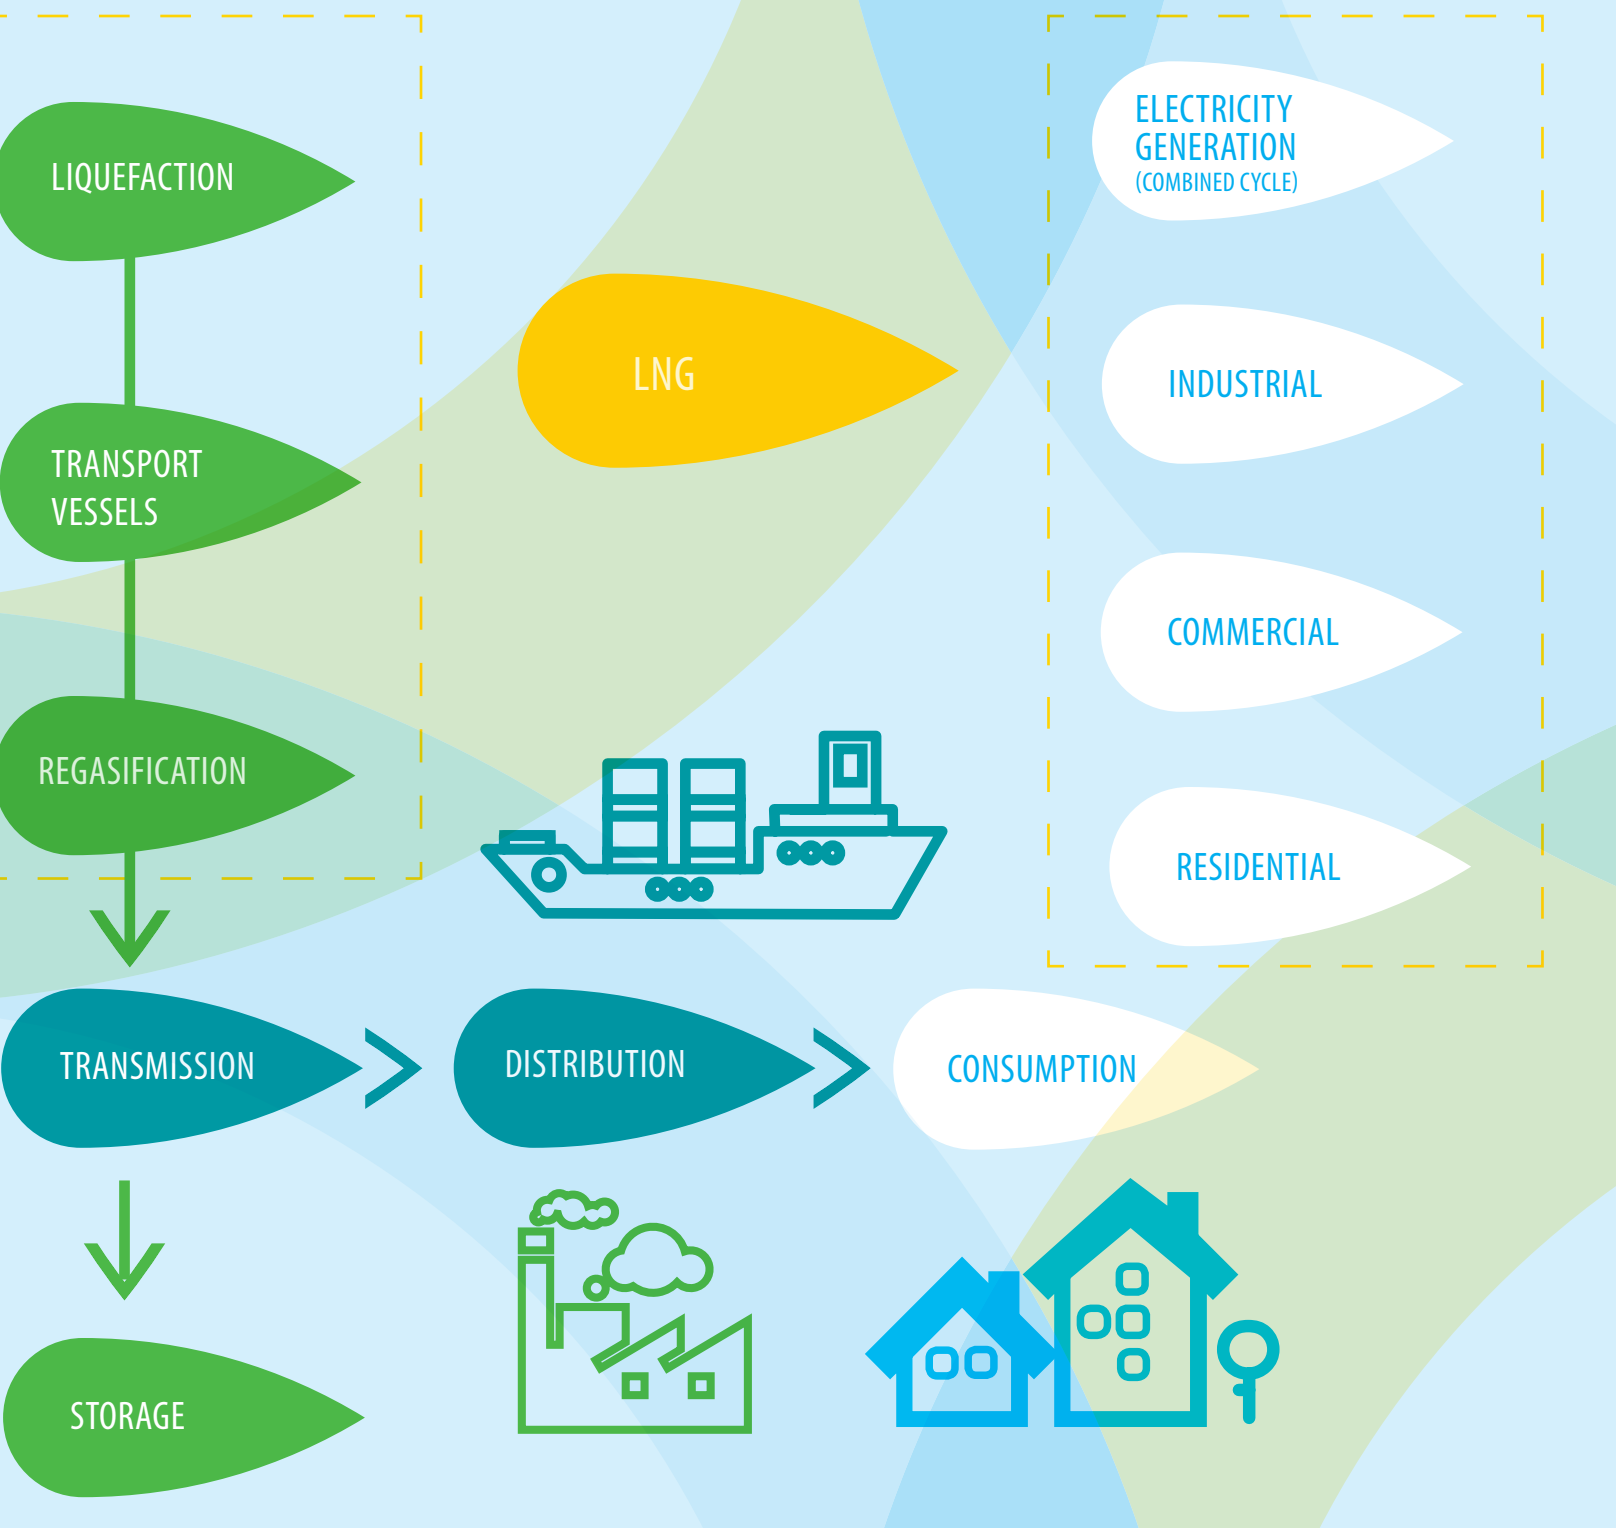 LIQUEFACTION
TRANSPORT
VESSELS
REGASIFICATION
LNG
ELECTRICITY
GENERATION
(COMBINED CYCLE)
INDUSTRIAL
COMMERCIAL
RESIDENTIAL
TRANSMISSION
DISTRIBUTION
CONSUMPTION
STORAGE